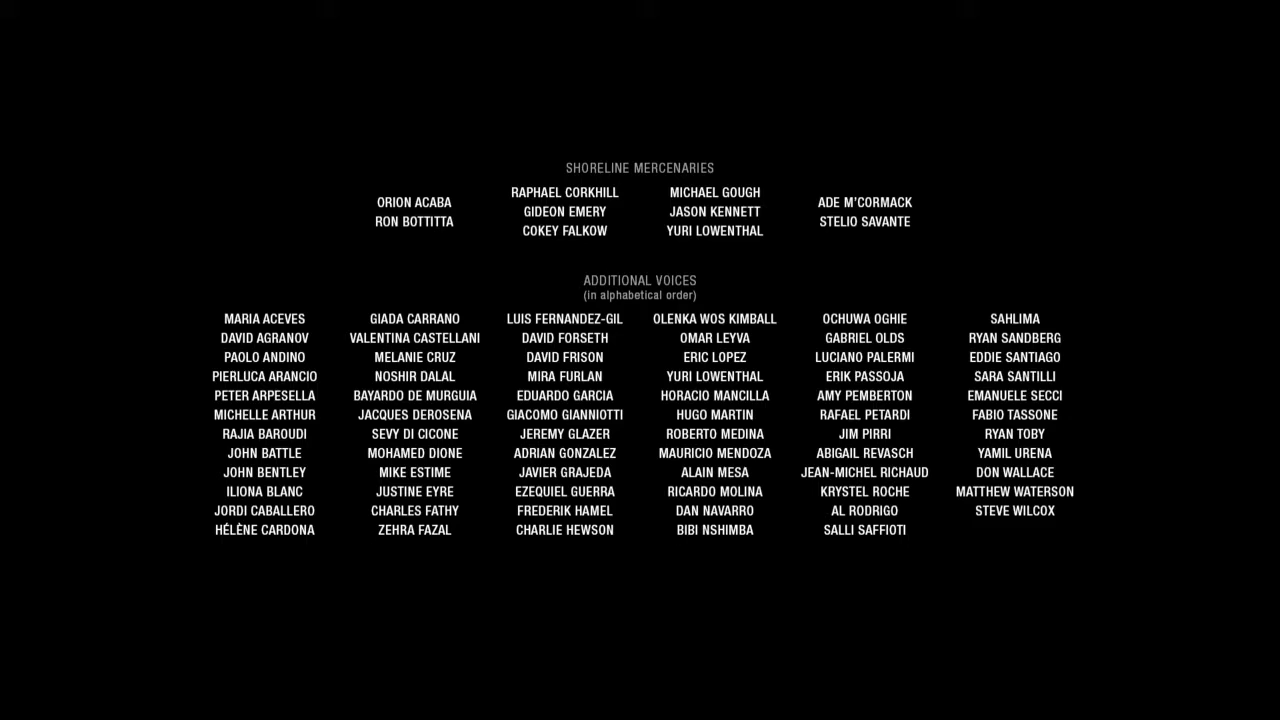 SHORELINE MERCENARIES
ORION ACABA
RON BOTTITTA
RAPHAEL CORKHILL
GIDEON EMERY
COKEY FALKOW
MICHAEL GOUGH
JASON KENNETT
YURI LOWENTHAL
ADE M'CORMACK
STELIO SAVANTE
ADDITIONAL VOICES
(in alphabetical order)
MARIA ACEVES
DAVID AGRANOV
PAOLO ANDINO
PIERLUCA ARANCIO
PETER ARPESELLA
MICHELLE ARTHUR
RAJIA BAROUDI
JOHN BATTLE
JOHN BENTLEY
ILIONA BLANC
JORDI CABALLERO
HÉLÈNE CARDONA
GIADA CARRANO
VALENTINA CASTELLANI
MELANIE CRUZ
NOSHIR DALAL
BAYARDO DE MURGUIA
JACQUES DEROSENA
SEVY DI CICONE
MOHAMED DIONE
MIKE ESTIME
JUSTINE EYRE
CHARLES FATHY
ZEHRA FAZAL
LUIS FERNANDEZ-GIL
DAVID FORSETH
DAVID FRISON
MIRA FURLAN
EDUARDO GARCIA
GIACOMO GIANNIOTTI
JEREMY GLAZER
ADRIAN GONZALEZ
JAVIER GRAJEDA
EZEQUIEL GUERRA
FREDERIK HAMEL
CHARLIE HEWSON
OLENKA WOS KIMBALL
OMAR LEYVA
ERIC LOPEZ
YURI LOWENTHAL
HORACIO MANCILLA
HUGO MARTIN
ROBERTO MEDINA
MAURICIO MENDOZA
ALAIN MESA
RICARDO MOLINA
DAN NAVARRO
BIBI NSHIMBA
OCHUWA OGHIE
GABRIEL OLDS
LUCIANO PALERMI
ERIK PASSOJA
AMY PEMBERTON
RAFAEL PETARDI
JIM PIRRI
ABIGAIL REVASCH
JEAN-MICHEL RICHAUD
KRYSTEL ROCHE
AL RODRIGO
SALLI SAFFIOTI
SAHLIMA
RYAN SANDBERG
EDDIE SANTIAGO
SARA SANTILLI
EMANUELE SECCI
FABIO TASSONE
RYAN TOBY
YAMIL URENA
DON WALLACE
MATTHEW WATERSON
STEVE WILCOX